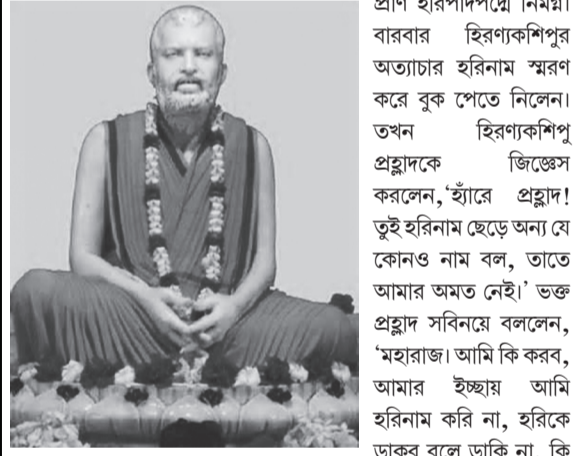 প্রাণ হরিপাদপদ্মে নিমগ্ন।
বারবার হিরণ্যকশিপুর
অত্যাচার হরিনাম স্মরণ
করে বুক পেতে নিলেন।
তখন হিরণ্যকশিপু
প্রহ্লাদকে জিজ্ঞেস
করলেন, ‘হ্যাঁরে প্রহ্লাদ!
তুই হরিনাম ছেড়ে অন্য যে
কোনও নাম বল, তাতে
আমার অমত নেই।’ ভক্ত
প্রহ্লাদ সবিনয়ে বললেন,
‘মহারাজ। আমি কি করব,
আমার ইচ্ছায় আমি
হরিনাম করি না, হরিকে
ডাকব বলে ডাকি না, কি